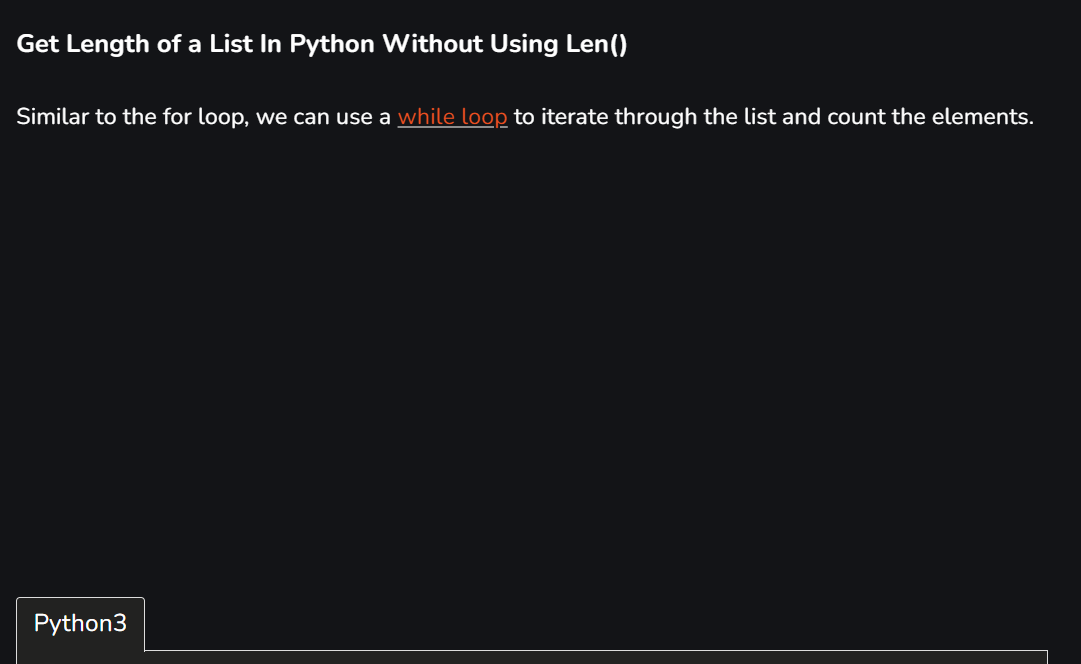 Get Length of a List In Python Without Using Len()
Similar to the for loop, we can use a while loop to iterate through the list and count the elements.
Python3